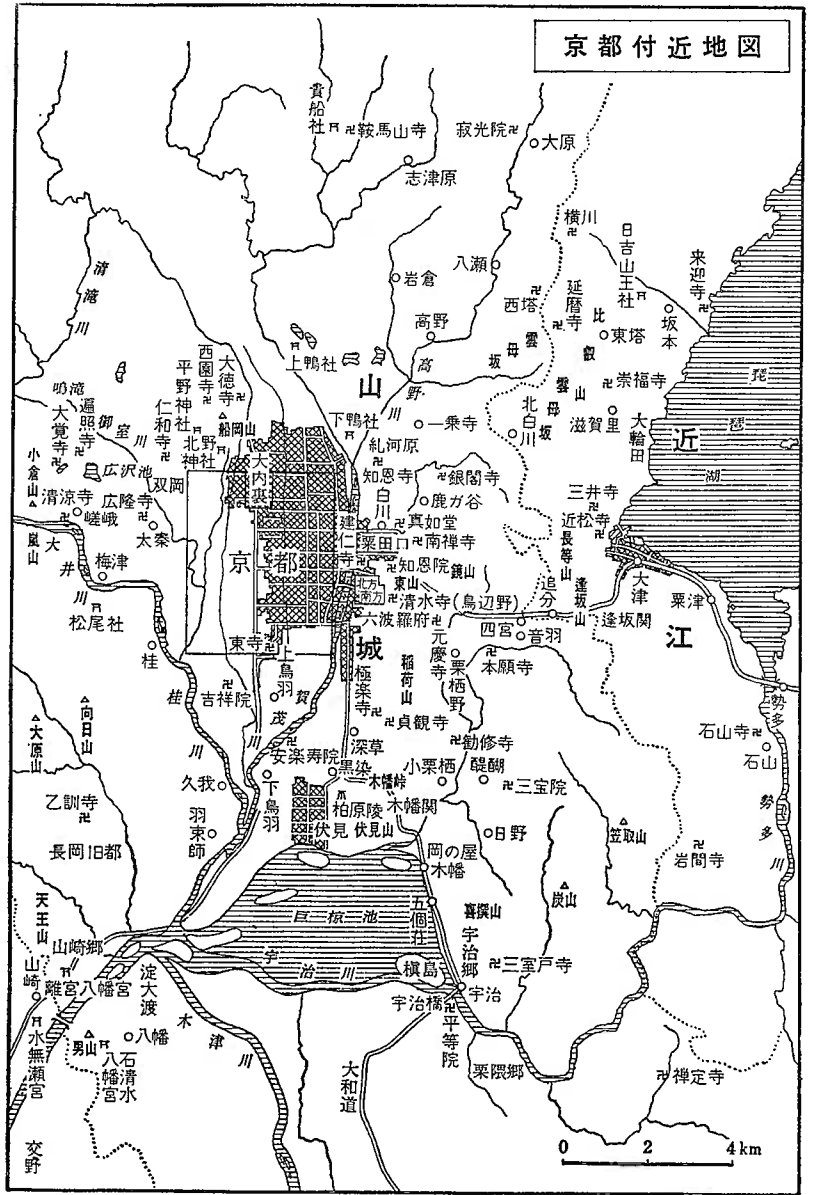 京都付近地図
貴船社
鞍馬山寺
寂光院
大原
志津原
横川
日吉山王社
来迎寺
清滝川
岩倉
八瀬
西塔
延暦寺
比叡山
東塔
坂本
高野
高野川
雲母坂
雲母坂
上鴨社
山城
崇福寺
滋賀里
大輪田
近江
琵琶湖
西園寺
大徳寺
平野神社
仁和寺
船岡山
北野神社
鳴滝
遍照寺
大覚寺
御室川
小倉山
広沢池
双岡
清涼寺
嵯峨
広隆寺
太秦
嵐山
大井川
梅津
松尾社
桂
桂川
下鴨社
一乗寺
北白川
糺河原
知恩寺
白川
銀閣寺
鹿ガ谷
真如堂
南禅寺
粟田口
建仁寺
知恩院
鏡山
東山
北方
南方
清水寺(鳥辺野)
六波羅府
大内裏
京都
東寺
三井寺
近松寺
長等山
逢坂山
追分
大津
粟津
逢坂関
四宮
音羽
本願寺
元慶寺
栗栖野
稲荷山
極楽寺
貞観寺
勧修寺
深草
上鳥羽
吉祥院
賀茂川
安楽寿院
墨染
木幡峠
小栗栖
醍醐
三宝院
石山寺
石山
勢多
勢多川
大原山
向日山
久我
下鳥羽
柏原陵
伏見
伏見山
木幡関
乙訓寺
羽束師
長岡旧都
日野
笠取山
岩間寺
岡の屋
木幡
天王山
山崎郷
山崎
離宮八幡宮
巨椋池
五個荘
喜撰山
炭山
宇治郷
宇治川
槇島
三室戸寺
宇治
宇治橋
平等院
淀大渡
木津川
水無瀬宮
男山
八幡
石清水八幡宮
大和道
栗隈郷
禅定寺
交野
0 2 4km